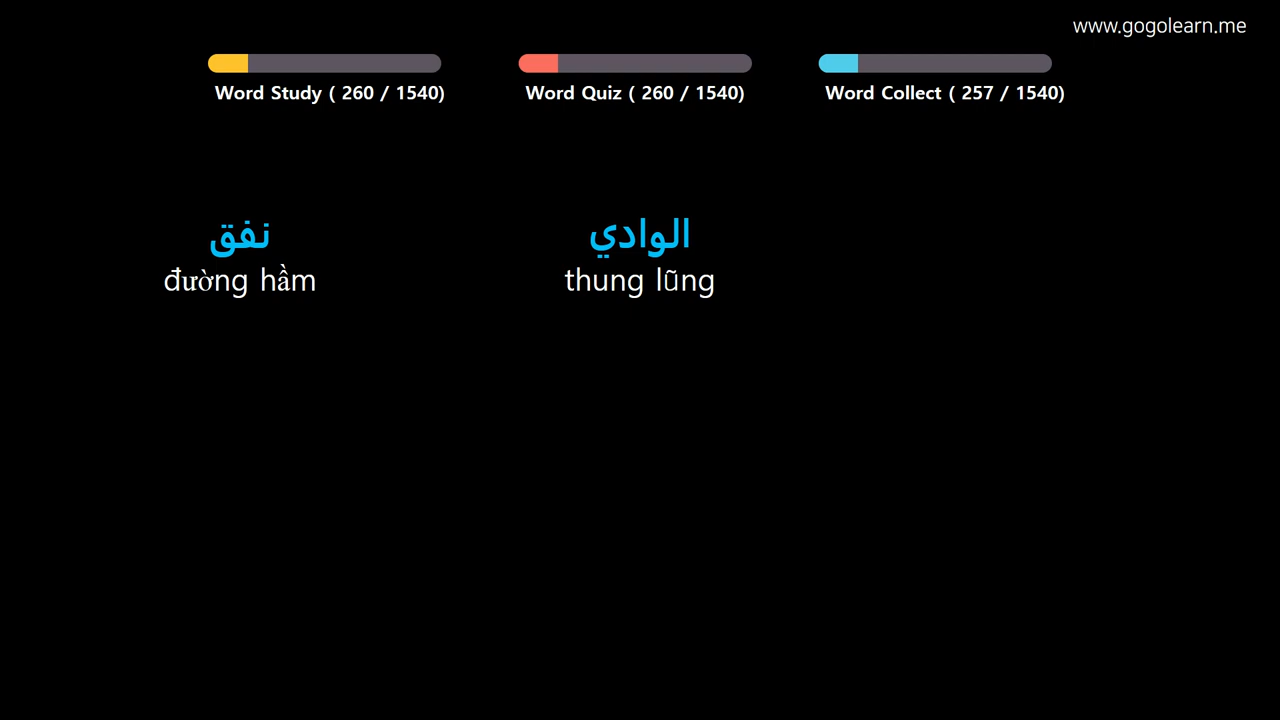 www.gogolearn.me
Word Study ( 260 / 1540)
Word Quiz ( 260 / 1540)
Word Collect ( 257 / 1540)
نفق
đường hầm
الوادي
thung lũng